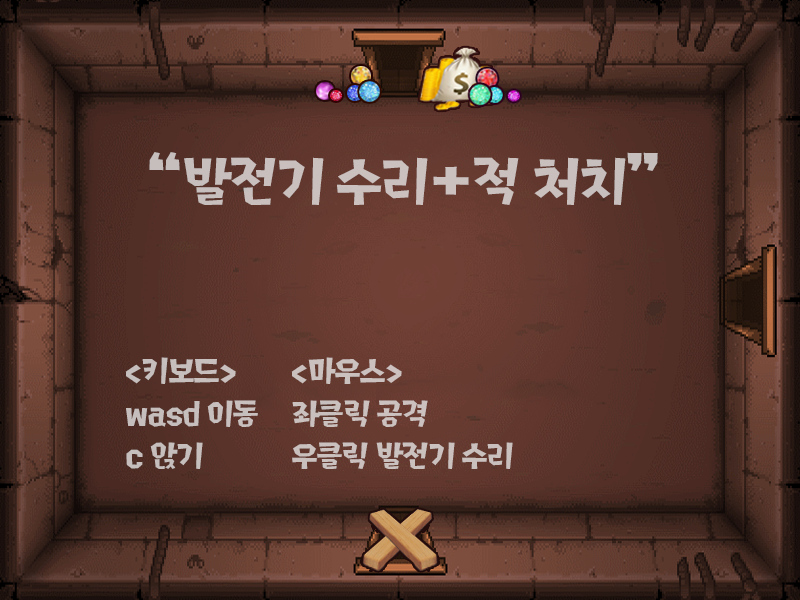 “발전기 수리+적 처치”
<키보드> <마우스>
wasd 이동 좌클릭 공격
c 앉기 우클릭 발전기 수리
$